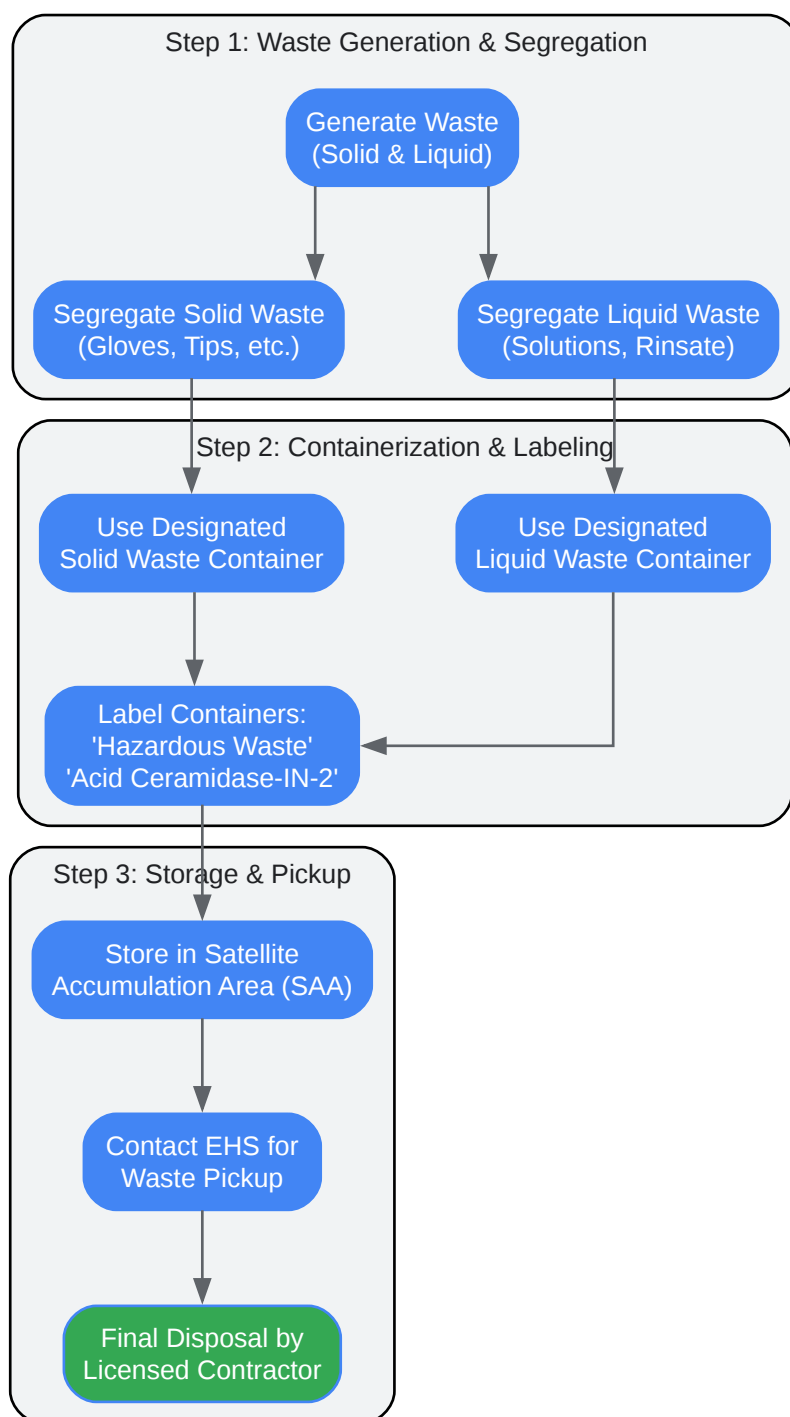 Step 1: Waste Generation & Segregation
Generate Waste
(Solid & Liquid)
Segregate Solid Waste
(Gloves, Tips, etc.)
Segregate Liquid Waste
(Solutions, Rinsate)
Step 2: Containerization & Labeling
Use Designated
Solid Waste Container
Use Designated
Liquid Waste Container
Label Containers:
'Hazardous Waste'
'Acid Ceramidase-IN-2'
Step 3: Storage & Pickup
Store in Satellite
Accumulation Area (SAA)
Contact EHS for
Waste Pickup
Final Disposal by
Licensed Contractor